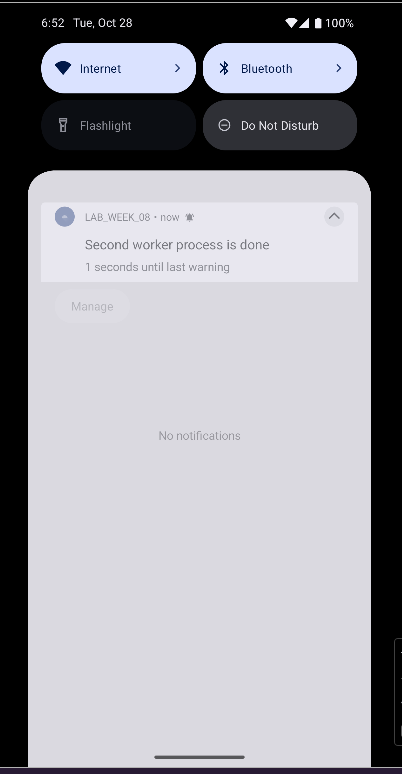 6:52 Tue, Oct 28 100%
Internet
Bluetooth
Flashlight
Do Not Disturb
LAB_WEEK_08 • now
Second worker process is done
1 seconds until last warning
Manage
No notifications